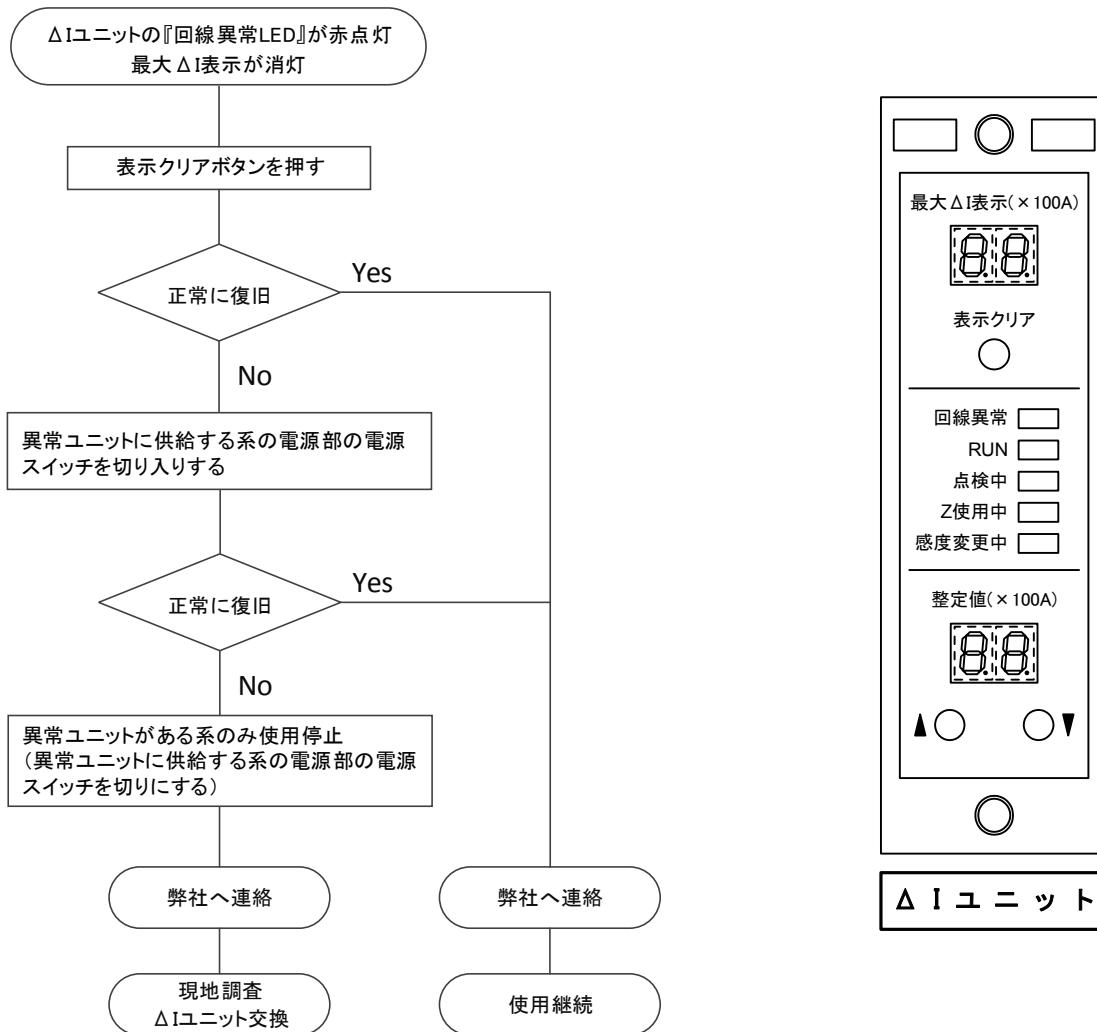 ΔIユニットの『回線異常LED』が赤点灯
最大ΔI表示が消灯
表示クリアボタンを押す
正常に復旧
Yes
No
異常ユニットに供給する系の電源部の電源
スイッチを切り入りする
正常に復旧
Yes
No
異常ユニットがある系のみ使用停止
(異常ユニットに供給する系の電源部の電源
スイッチを切りにする)
弊社へ連絡
弊社へ連絡
現地調査
ΔIユニット交換
使用継続
最大ΔI表示(×100A)
8.8.
表示クリア
回線異常
RUN
点検中
Z使用中
感度変更中
整定値(×100A)
8.8.
▲
▼
ΔIユニット